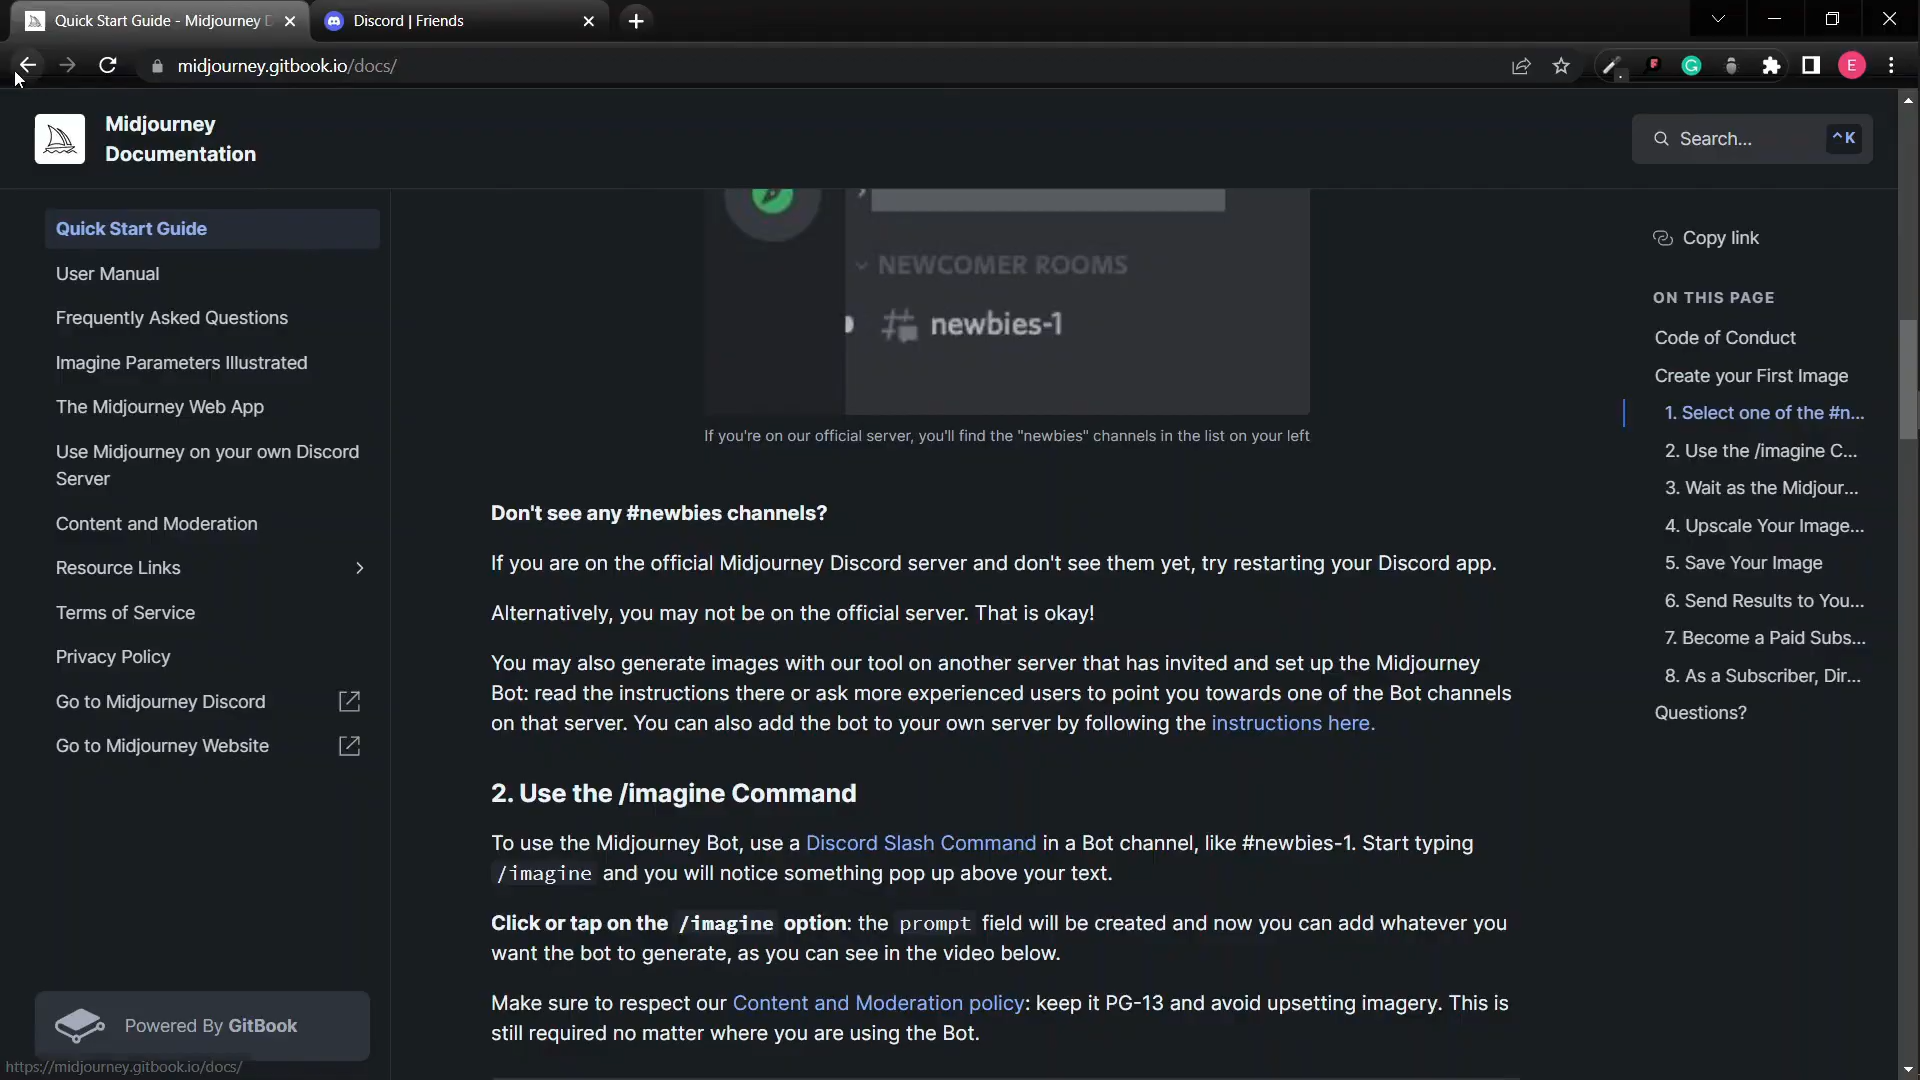 Quick Start Guide - Midjourney D
Discord | Friends
midjourney.gitbook.io/docs/
E
Midjourney
Documentation
Search...
^K
Quick Start Guide
User Manual
Frequently Asked Questions
Imagine Parameters Illustrated
The Midjourney Web App
Use Midjourney on your own Discord
Server
Content and Moderation
Resource Links
Terms of Service
Privacy Policy
Go to Midjourney Discord
Go to Midjourney Website
Powered By GitBook
https://midjourney.gitbook.io/docs/
NEWCOMER ROOMS
newbies-1
If you're on our official server, you'll find the "newbies" channels in the list on your left
Don't see any #newbies channels?
If you are on the official Midjourney Discord server and don't see them yet, try restarting your Discord app.
Alternatively, you may not be on the official server. That is okay!
You may also generate images with our tool on another server that has invited and set up the Midjourney
Bot: read the instructions there or ask more experienced users to point you towards one of the Bot channels
on that server. You can also add the bot to your own server by following the instructions here.
2. Use the /imagine Command
To use the Midjourney Bot, use a Discord Slash Command in a Bot channel, like #newbies-1. Start typing
/imagine and you will notice something pop up above your text.
Click or tap on the /imagine option: the prompt field will be created and now you can add whatever you
want the bot to generate, as you can see in the video below.
Make sure to respect our Content and Moderation policy: keep it PG-13 and avoid upsetting imagery. This is
still required no matter where you are using the Bot.
Copy link
ON THIS PAGE
Code of Conduct
Create your First Image
1. Select one of the #n...
2. Use the /imagine C...
3. Wait as the Midjour...
4. Upscale Your Image...
5. Save Your Image
6. Send Results to You...
7. Become a Paid Subs...
8. As a Subscriber, Dir...
Questions?